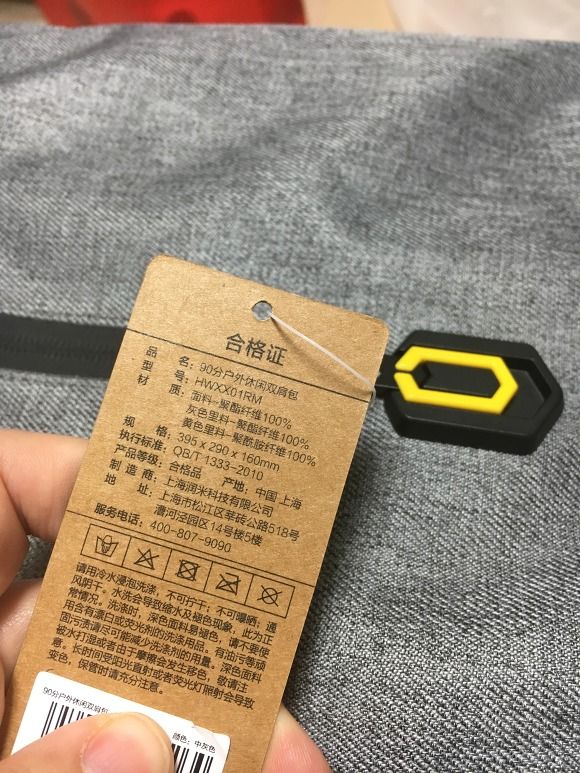 合格证
品 名: 90分户外休闲双肩包
型 号: HWXX01RM
材 质: 面料-聚酯纤维100%
灰色里料-聚酯纤维100%
黄色里料-聚酰胺纤维100%
规 格: 395 x 290 x 160mm
执行标准: QB/T 1333-2010
产品等级: 合格品 产地: 中国·上海
制 造 商: 上海润米科技有限公司
地 址: 上海市松江区莘砖公路518号
漕河泾园区14号楼5楼
服务电话: 400-807-9090
请用冷水浸泡洗涤, 不可拧干; 不可曝晒; 通
风阴干。水洗会导致缩水及褪色现象, 此为正
常情况。洗涤时, 深色面料易褪色, 请不要使
用含有漂白或荧光剂的洗涤用品。有油污等顽
固污渍请尽可能减少洗涤剂的用量。深色面料
被水打湿或者由于摩擦会发生移色, 敬请注
意。长时间受阳光直射或者荧光灯照射会导致
变色, 保管时请充分注意。
90分户外休闲双肩包
颜色: 中灰色